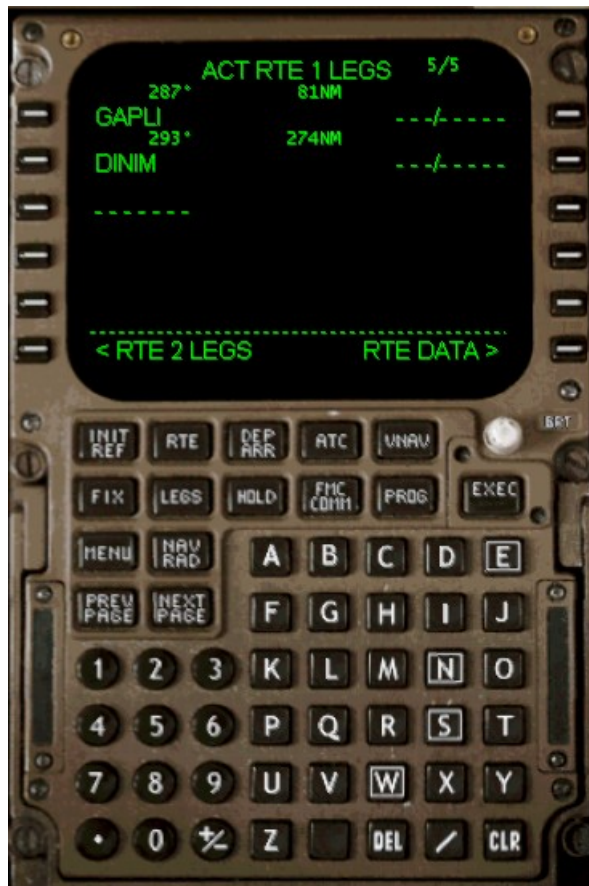 ACT RTE 1 LEGS 5/5
287° 81NM
GAPLI ---/-----
293° 274NM
DINIM ---/-----
-------
< RTE 2 LEGS RTE DATA >
BRT
INIT REF RTE DEP ARR ATC VNAV
FIX LEGS HOLD FMC COMM PROG EXEC
MENU NAV RAD A B C D E
PREV PAGE NEXT PAGE F G H I J
1 2 3 K L M N O
4 5 6 P Q R S T
7 8 9 U V W X Y
. 0 +/- Z DEL / CLR